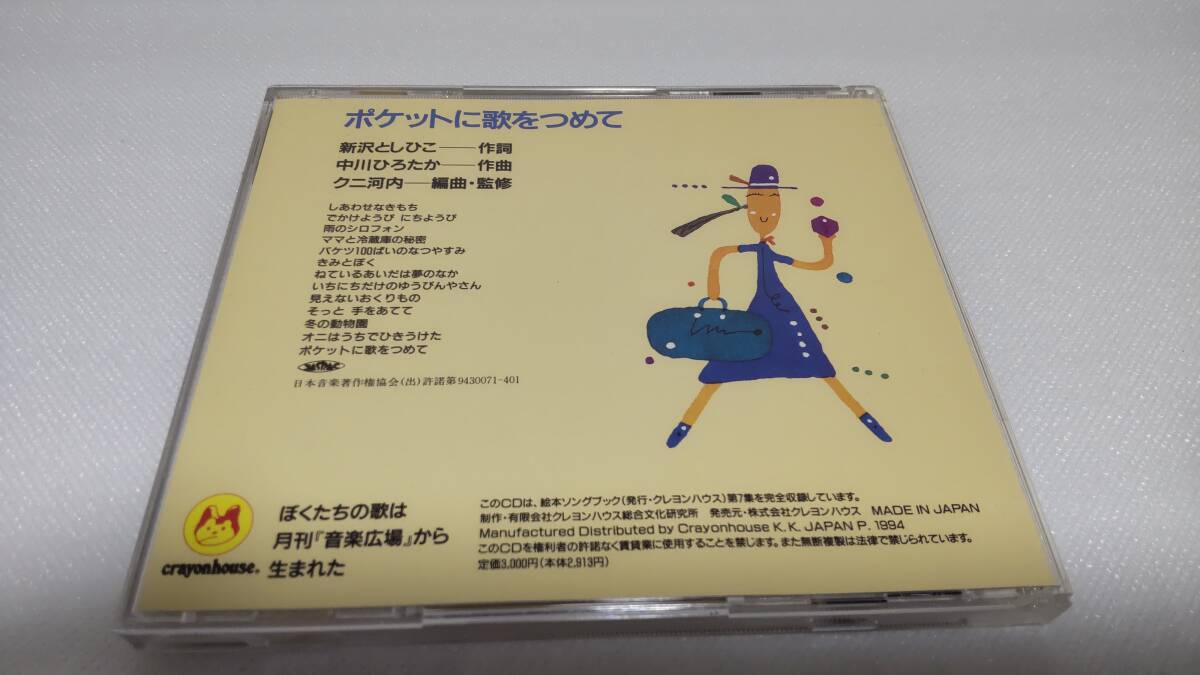 ポケットに歌をつめて
新沢としひこ――作詞
中川ひろたか――作曲
クニ河内――編曲・監修
しあわせなきもち
でかけようび にちようび
雨のシロフォン
ママと冷蔵庫の秘密
バケツ100ぱいのなつやすみ
きみとぼく
ねているあいだは夢のなか
いちにちだけのゆうびんやさん
見えないおくりもの
そっと 手をあてて
冬の動物園
オニはうちでひきうけた
ポケットに歌をつめて
JASRAC
日本音楽著作権協会(出)許諾第9430071-401
ぼくたちの歌は
月刊『音楽広場』から
生まれた
crayonhouse®
このCDは、絵本ソングブック(発行・クレヨンハウス)第7集を完全収録しています。
制作・有限会社クレヨンハウス総合文化研究所 発売元・株式会社クレヨンハウス MADE IN JAPAN
Manufactured Distributed by Crayonhouse K.K. JAPAN P. 1994
このCDを権利者の許諾なく賃貸業に使用することを禁じます。また無断複製は法律で禁じられています。
定価3,000円(本体2,913円)